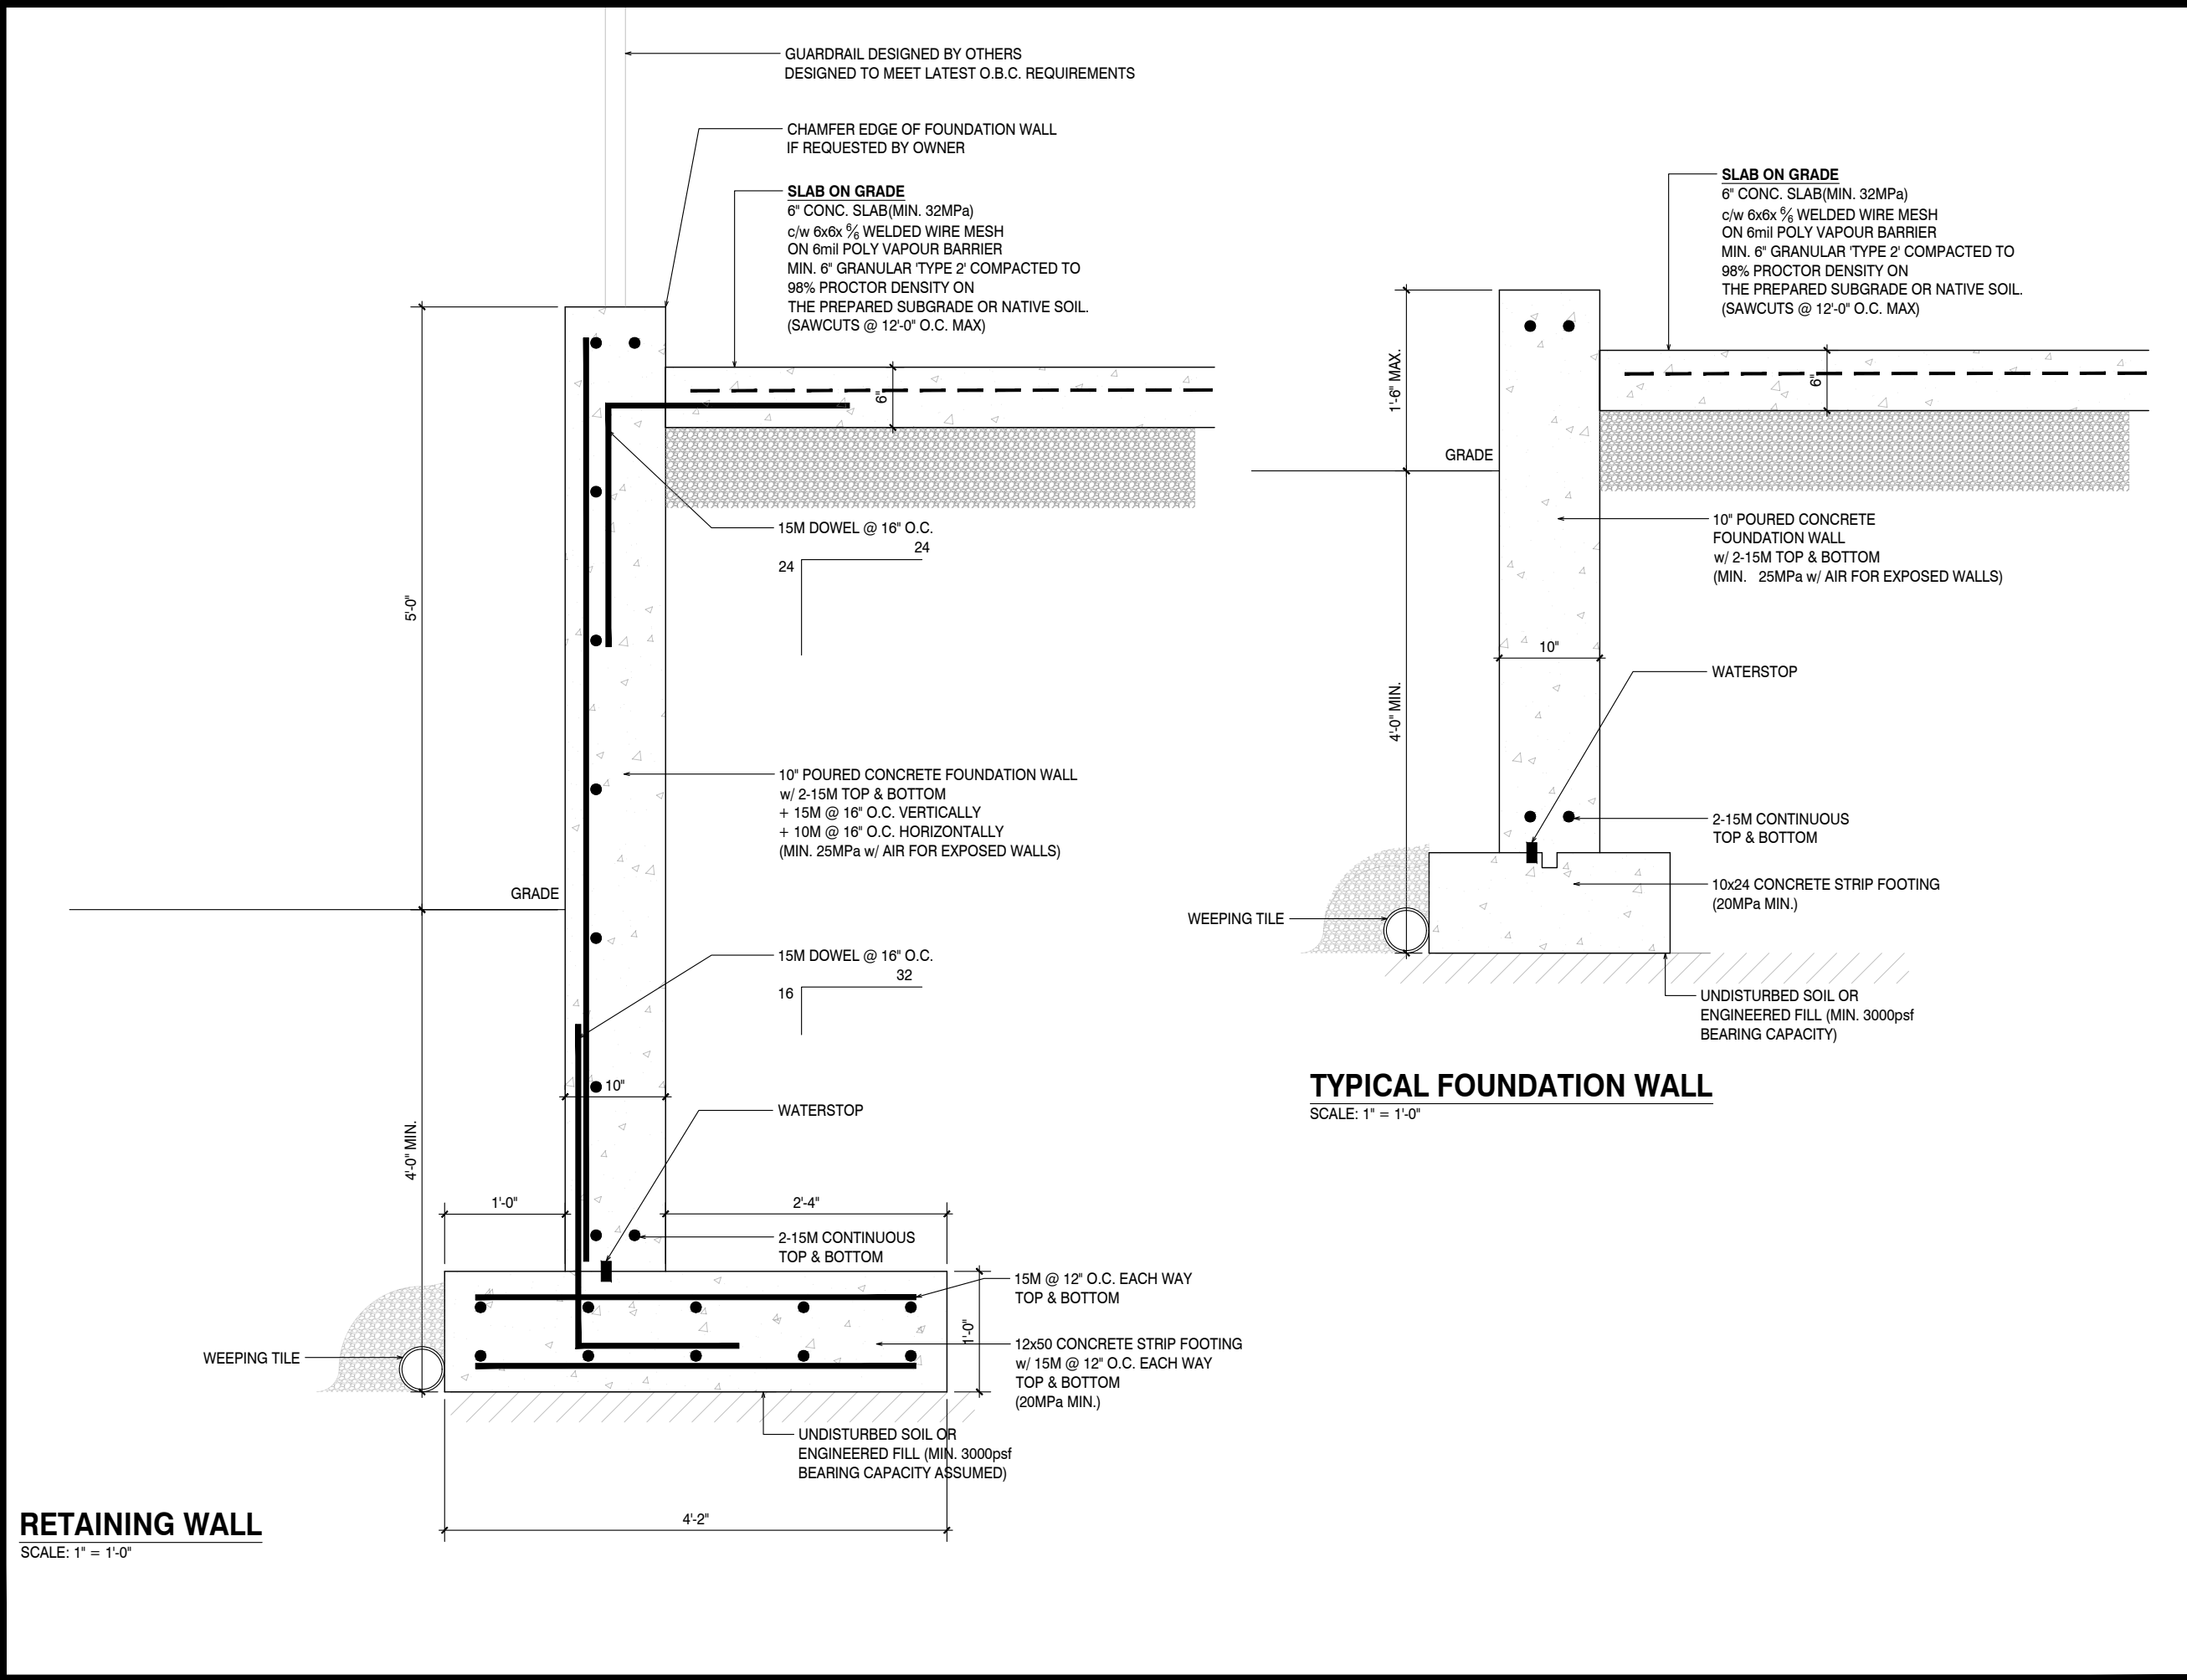 GUARDRAIL DESIGNED BY OTHERS
DESIGNED TO MEET LATEST O.B.C. REQUIREMENTS
CHAMFER EDGE OF FOUNDATION WALL
IF REQUESTED BY OWNER
SLAB ON GRADE
6" CONC. SLAB(MIN. 32MPa)
c/w 6x6x 6/6 WELDED WIRE MESH
ON 6mil POLY VAPOUR BARRIER
MIN. 6" GRANULAR 'TYPE 2' COMPACTED TO
98% PROCTOR DENSITY ON
THE PREPARED SUBGRADE OR NATIVE SOIL.
(SAWCUTS @ 12'-0" O.C. MAX)
6"
5'-0"
15M DOWEL @ 16" O.C.
24
24
10" POURED CONCRETE FOUNDATION WALL
w/ 2-15M TOP & BOTTOM
+ 15M @ 16" O.C. VERTICALLY
+ 10M @ 16" O.C. HORIZONTALLY
(MIN. 25MPa w/ AIR FOR EXPOSED WALLS)
GRADE
15M DOWEL @ 16" O.C.
32
16
10"
WATERSTOP
4'-0" MIN.
1'-0"
2'-4"
2-15M CONTINUOUS
TOP & BOTTOM
15M @ 12" O.C. EACH WAY
TOP & BOTTOM
1'-0"
12x50 CONCRETE STRIP FOOTING
w/ 15M @ 12" O.C. EACH WAY
TOP & BOTTOM
(20MPa MIN.)
WEEPING TILE
UNDISTURBED SOIL OR
ENGINEERED FILL (MIN. 3000psf
BEARING CAPACITY ASSUMED)
4'-2"
RETAINING WALL
SCALE: 1" = 1'-0"
SLAB ON GRADE
6" CONC. SLAB(MIN. 32MPa)
c/w 6x6x 6/6 WELDED WIRE MESH
ON 6mil POLY VAPOUR BARRIER
MIN. 6" GRANULAR 'TYPE 2' COMPACTED TO
98% PROCTOR DENSITY ON
THE PREPARED SUBGRADE OR NATIVE SOIL.
(SAWCUTS @ 12'-0" O.C. MAX)
1'-6" MAX.
6"
GRADE
10" POURED CONCRETE
FOUNDATION WALL
w/ 2-15M TOP & BOTTOM
(MIN. 25MPa w/ AIR FOR EXPOSED WALLS)
10"
WATERSTOP
4'-0" MIN.
2-15M CONTINUOUS
TOP & BOTTOM
10x24 CONCRETE STRIP FOOTING
(20MPa MIN.)
WEEPING TILE
UNDISTURBED SOIL OR
ENGINEERED FILL (MIN. 3000psf
BEARING CAPACITY)
TYPICAL FOUNDATION WALL
SCALE: 1" = 1'-0"